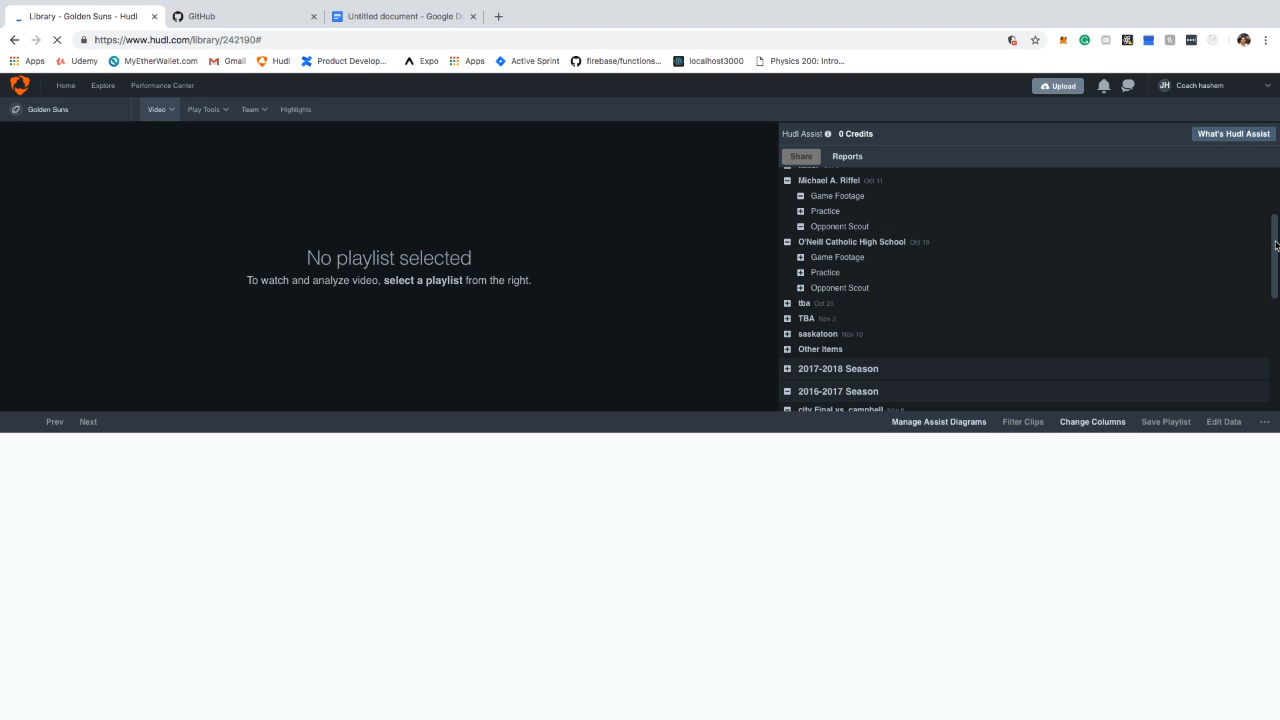 Library - Golden Suns - Hudl
GitHub
Untitled document - Google D
https://www.hudl.com/library/242190#
Apps Udemy MyEtherWallet.com Gmail Hudl Product Develop... Expo Apps Active Sprint firebase/functions... localhost3000 Physics 200: Intro...
Home Explore Performance Center Upload JH Coach hashem
Golden Suns Video Play Tools Team Highlights
Hudl Assist 0 Credits What's Hudl Assist
Share Reports
Michael A. Riffel Oct 11
Game Footage
Practice
Opponent Scout
O'Neill Catholic High School Oct 19
Game Footage
Practice
Opponent Scout
tba Oct 25
TBA Nov 2
saskatoon Nov 10
Other Items
2017-2018 Season
2016-2017 Season
city Final vs. campbell Nov 6
No playlist selected
To watch and analyze video, select a playlist from the right.
Prev Next Manage Assist Diagrams Filter Clips Change Columns Save Playlist Edit Data ...